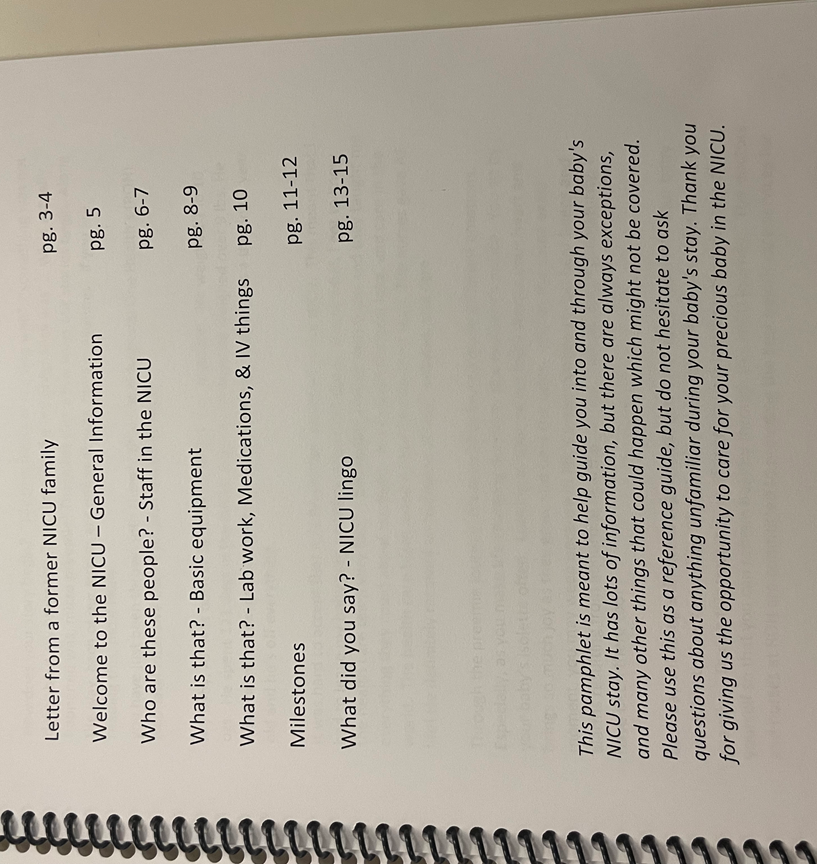 Letter from a former NICU family pg. 3-4
Welcome to the NICU – General Information pg. 5
Who are these people? - Staff in the NICU pg. 6-7
What is that? - Basic equipment pg. 8-9
What is that? - Lab work, Medications, & IV things pg. 10
Milestones pg. 11-12
What did you say? - NICU lingo pg. 13-15
This pamphlet is meant to help guide you into and through your baby's
NICU stay. It has lots of information, but there are always exceptions,
and many other things that could happen which might not be covered.
Please use this as a reference guide, but do not hesitate to ask
questions about anything unfamiliar during your baby's stay. Thank you
for giving us the opportunity to care for your precious baby in the NICU.